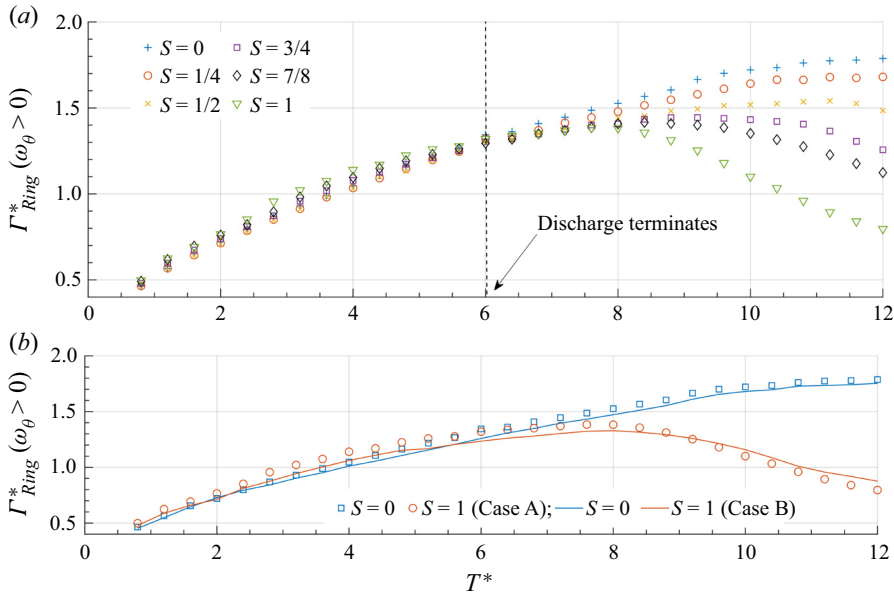 (a)
Γ*Ring (ωθ > 0)
2.0
1.5
1.0
0.5
S = 0
S = 1/4
S = 1/2
S = 3/4
S = 7/8
S = 1
Discharge terminates
0 2 4 6 8 10 12
(b)
Γ*Ring (ωθ > 0)
2.0
1.5
1.0
0.5
S = 0 S = 1 (Case A); S = 0 S = 1 (Case B)
0 2 4 6 8 10 12
T*